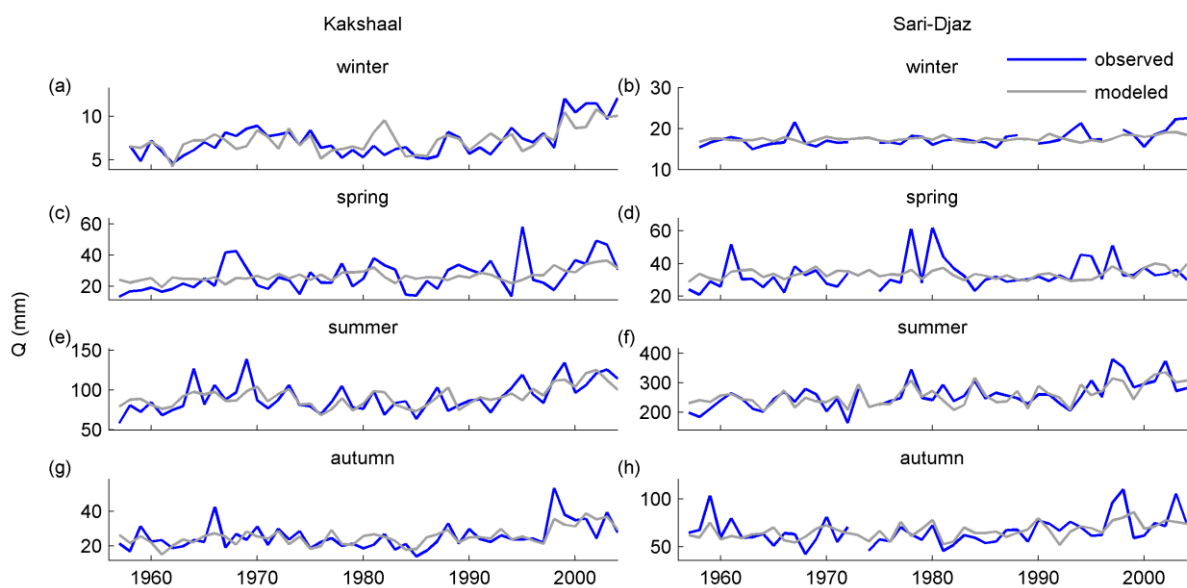 Kakshaal
Sari-Djaz
observed
modeled
Q (mm)
(a)
winter
10
5
(b)
winter
30
20
10
(c)
spring
60
40
20
(d)
spring
60
40
20
(e)
summer
150
100
50
(f)
summer
400
300
200
(g)
autumn
40
20
1960 1970 1980 1990 2000
(h)
autumn
100
50
1960 1970 1980 1990 2000